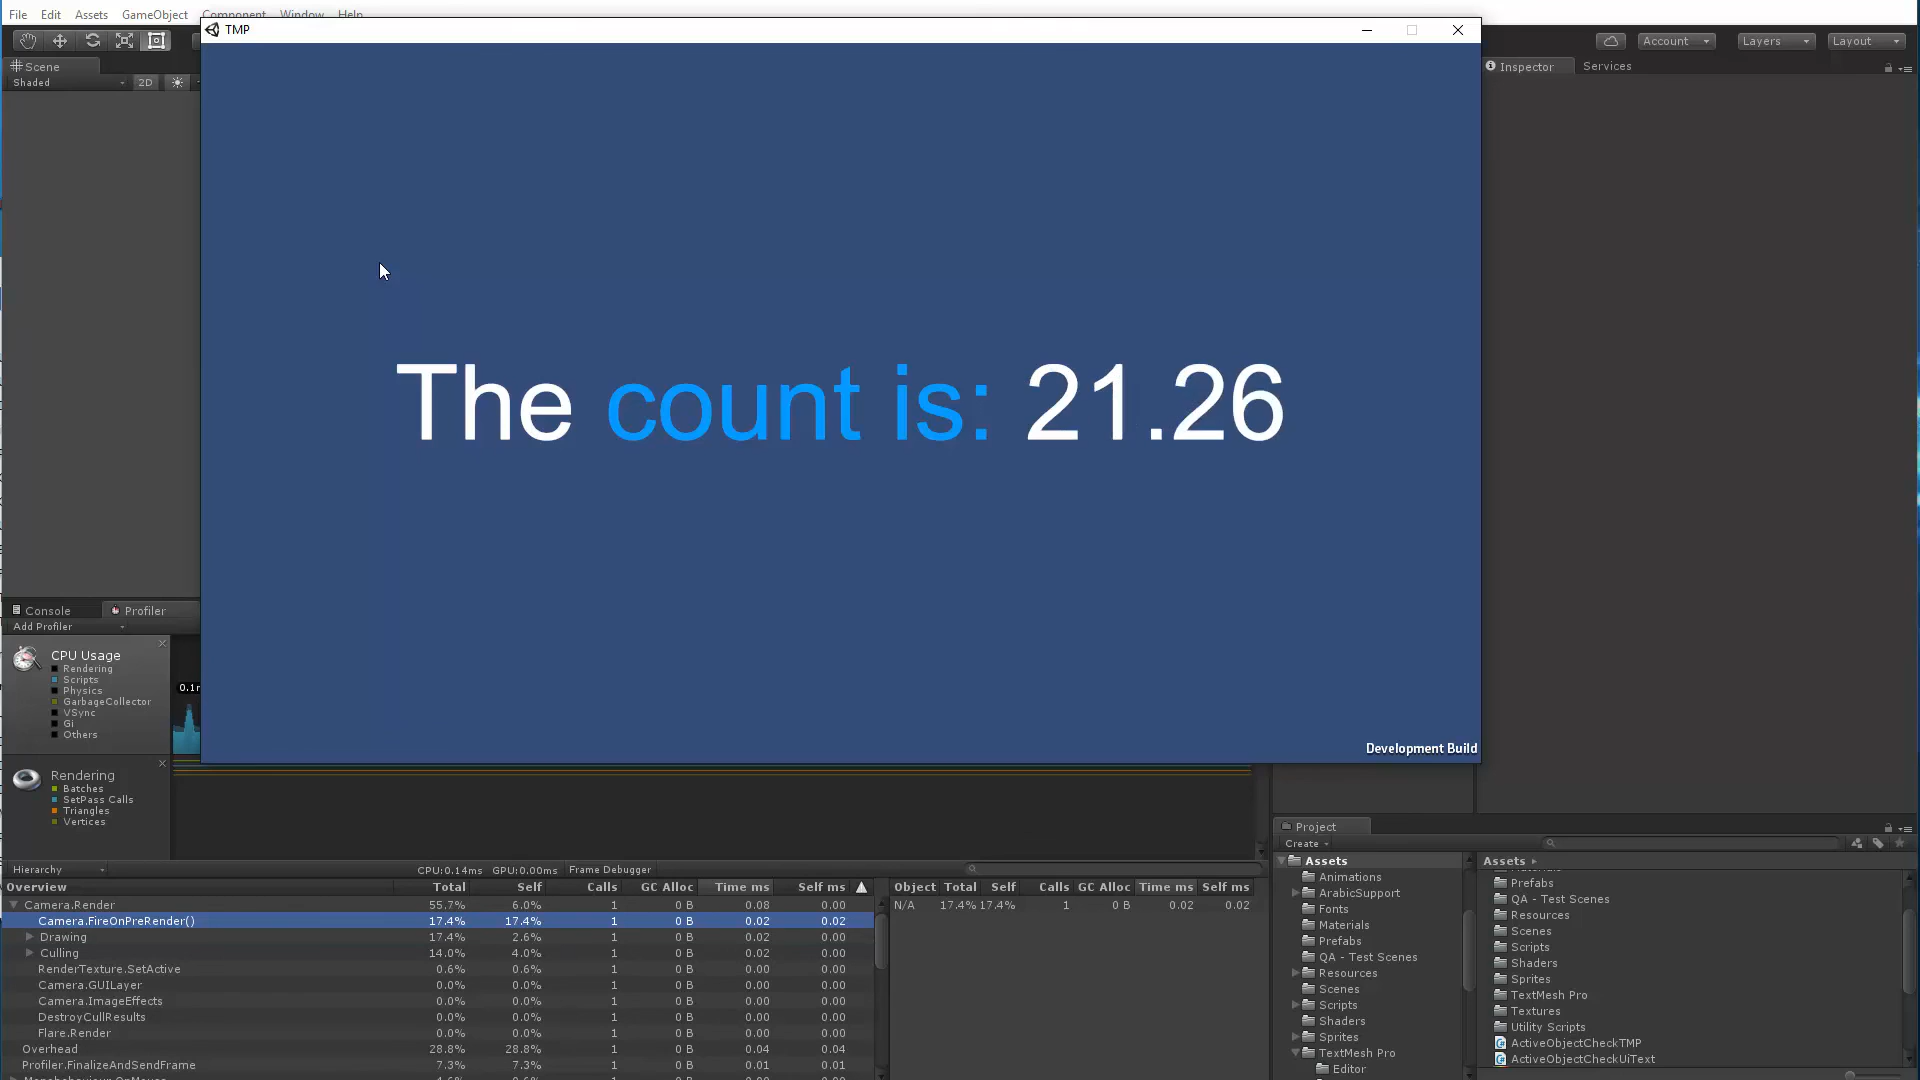 File Edit Assets GameObject Component Window Help
TMP
Account Layers Layout
Scene
Inspector Services
Shaded 2D
The count is: 21.26
Development Build
Console Profiler
Add Profiler
CPU Usage
Rendering
Scripts
Physics
GarbageCollector
VSync
Gi
Others
Rendering
Batches
SetPass Calls
Triangles
Vertices
Hierarchy CPU:0.14ms GPU:0.00ms Frame Debugger
Overview Total Self Calls GC Alloc Time ms Self ms
Camera.Render 55.7% 6.0% 1 0 B 0.08 0.00
Camera.FireOnPreRender() 17.4% 17.4% 1 0 B 0.02 0.02
Drawing 17.4% 2.6% 1 0 B 0.02 0.00
Culling 14.0% 4.0% 1 0 B 0.02 0.00
RenderTexture.SetActive 0.6% 0.6% 1 0 B 0.00 0.00
Camera.GUILayer 0.0% 0.0% 1 0 B 0.00 0.00
Camera.ImageEffects 0.0% 0.0% 1 0 B 0.00 0.00
DestroyCullResults 0.0% 0.0% 1 0 B 0.00 0.00
Flare.Render 0.0% 0.0% 1 0 B 0.00 0.00
Overhead 28.8% 28.8% 1 0 B 0.04 0.04
Profiler.FinalizeAndSendFrame 7.3% 7.3% 1 0 B 0.01 0.01
Object Total Self Calls GC Alloc Time ms Self ms
N/A 17.4% 17.4% 1 0 B 0.02 0.02
Project
Create
Assets
Animations
ArabicSupport
Fonts
Materials
Prefabs
QA - Test Scenes
Resources
Scenes
Scripts
Shaders
Sprites
TextMesh Pro
Editor
Assets
Prefabs
QA - Test Scenes
Resources
Scenes
Scripts
Shaders
Sprites
TextMesh Pro
Textures
Utility Scripts
ActiveObjectCheckTMP
ActiveObjectCheckUiText